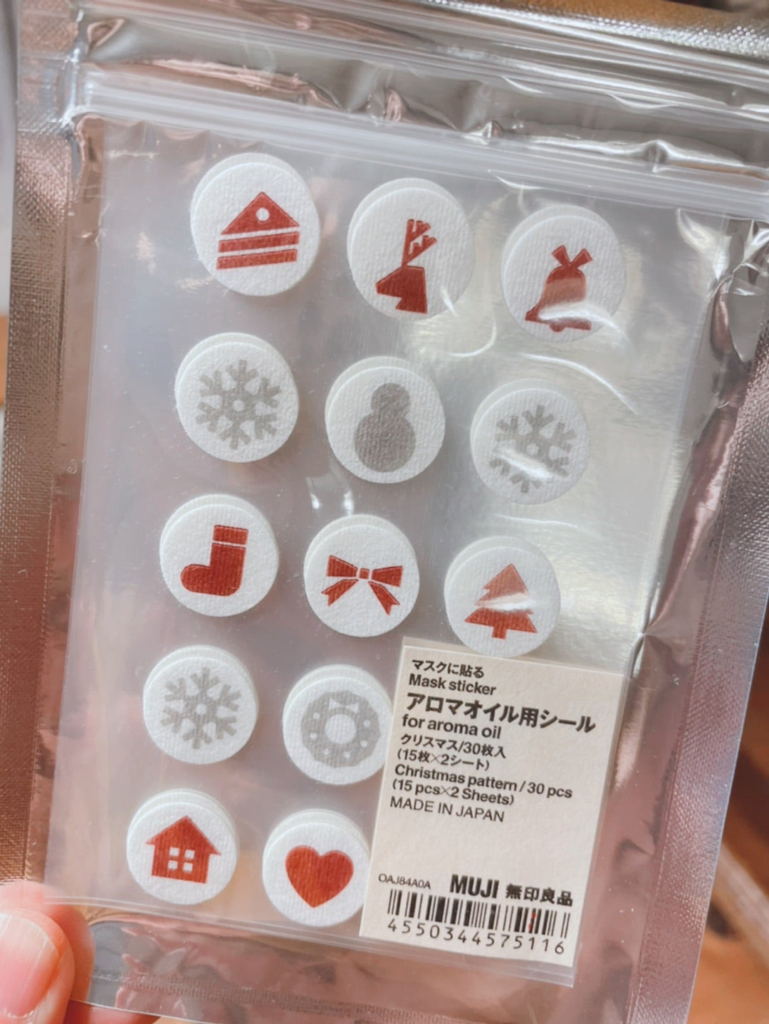 マスクに貼る
Mask sticker
アロマオイル用シール
for aroma oil
クリスマス/30枚入
(15枚×2シート)
Christmas pattern / 30 pcs
(15 pcs×2 Sheets)
MADE IN JAPAN
OAJ84A0A MUJI 無印良品
4550344575116